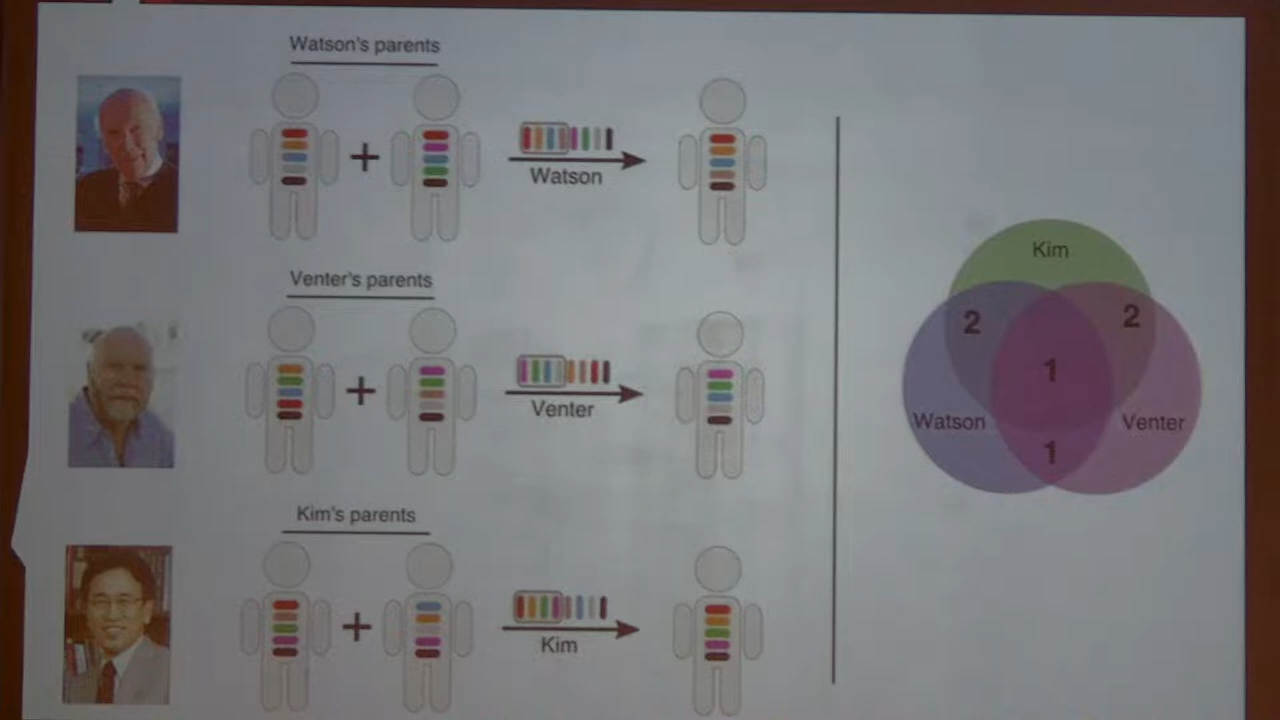 Watson's parents
Watson
Venter's parents
Venter
Kim's parents
Kim
Kim
2
2
1
Watson
Venter
1